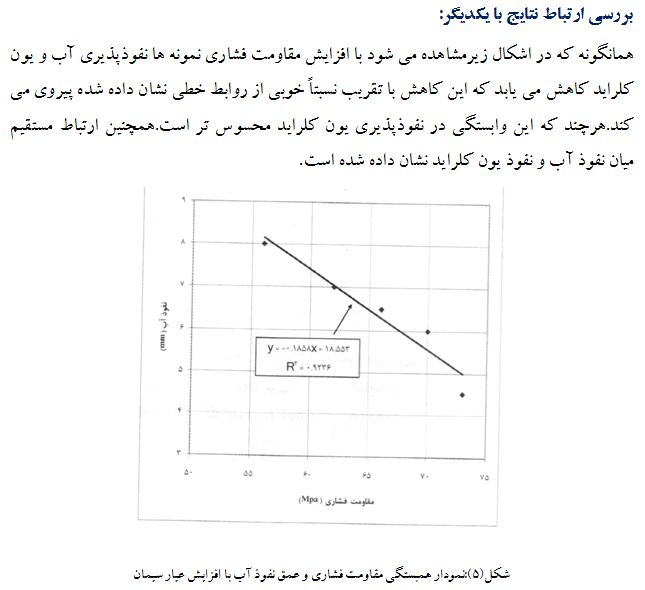 بررسی ارتباط نتایج با یکدیگر:
همانگونه که در اشکال زیرمشاهده می شود با افزایش مقاومت فشاری نمونه ها نفوذپذیری آب و یون
کلراید کاهش می یابد که این کاهش با تقریب نسبتاً خوبی از روابط خطی نشان داده شده پیروی می
کند.هرچند که این وابستگی در نفوذپذیری یون کلراید محسوس تر است.همچنین ارتباط مستقیم
میان نفوذ آب و نفوذ یون کلراید نشان داده شده است.
۹
۸
۷
۶
۵
۴
۳
نفوذ آب (mm)
y = -۰.۱۸۵۸x + ۱۸.۵۵۳
R² = ۰.۹۲۳۶
۵۰ ۵۵ ۶۰ ۶۵ ۷۰ ۷۵
مقاومت فشاری (Mpa)
شکل(۵):نمودار همبستگی مقاومت فشاری و عمق نفوذ آب با افزایش عیار سیمان